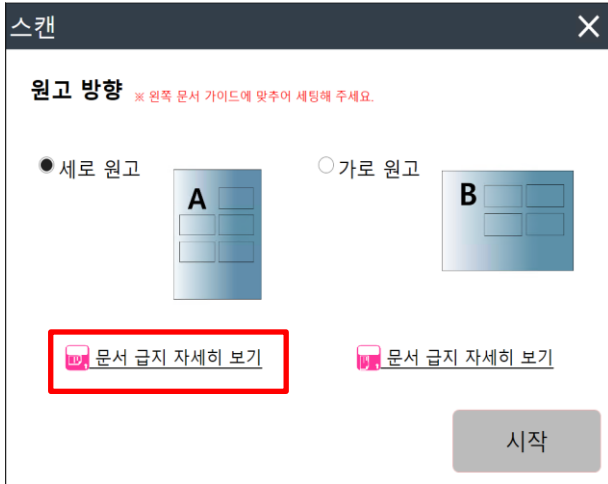 스캔
원고 방향 ※ 왼쪽 문서 가이드에 맞추어 세팅해 주세요.
세로 원고
가로 원고
A
B
문서 급지 자세히 보기
문서 급지 자세히 보기
시작